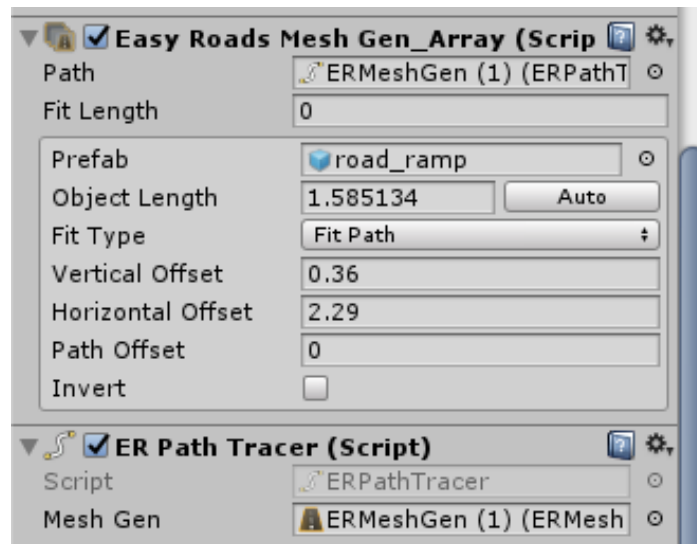 Easy Roads Mesh Gen_Array (Scrip
Path ERMeshGen (1) (ERPathT
Fit Length 0
Prefab road_ramp
Object Length 1.585134 Auto
Fit Type Fit Path
Vertical Offset 0.36
Horizontal Offset 2.29
Path Offset 0
Invert
ER Path Tracer (Script)
Script ERPathTracer
Mesh Gen ERMeshGen (1) (ERMesh